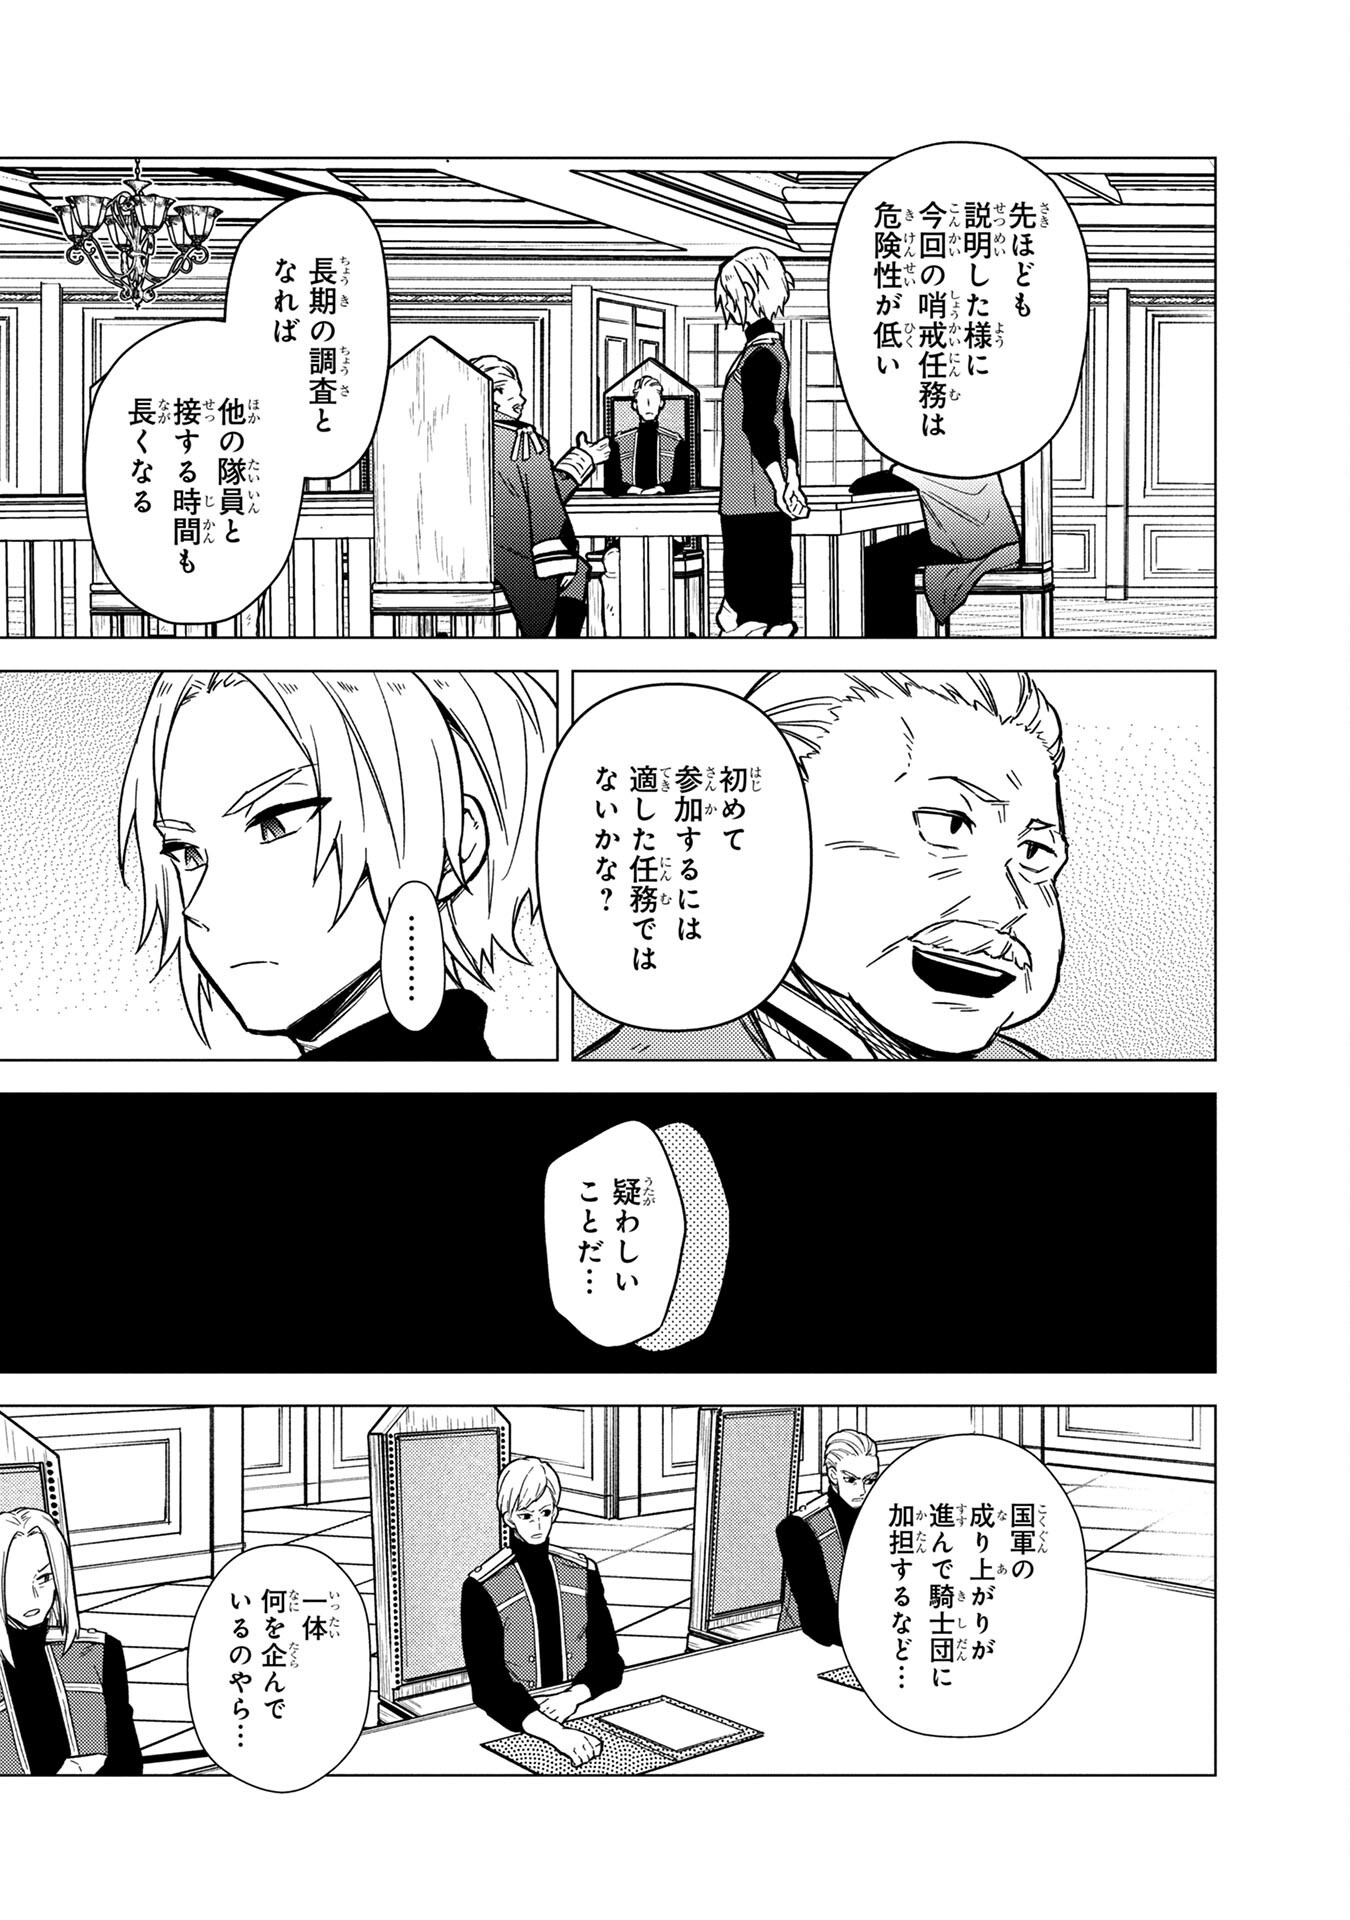 先ほども
説明した様に
今回の哨戒任務は
危険性が低い
長期の調査と
なれば
他の隊員と
接する時間も
長くなる
初めて
参加するには
適した任務では
ないかな?
………
疑わしい
ことだ…
国軍の
成り上がりが
進んで騎士団に
加担するなど…
一体
何を企んで
いるのやら…